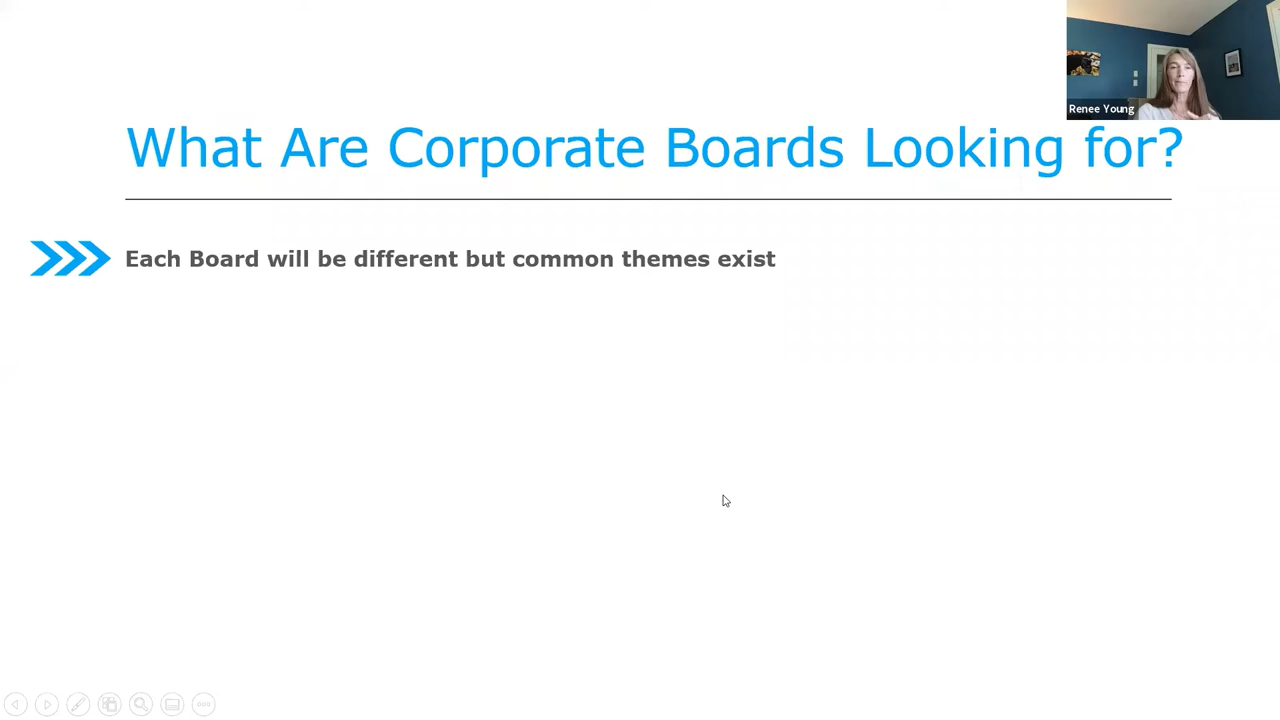 Renee Young
What Are Corporate Boards Looking for?
Each Board will be different but common themes exist